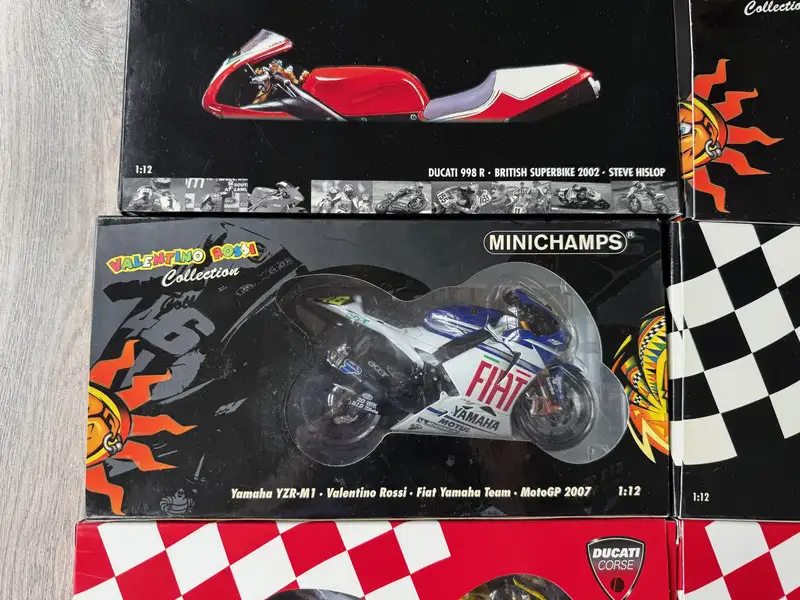 Collection
1:12
DUCATI 998 R · BRITISH SUPERBIKE 2002 · STEVE HISLOP
VALENTINO ROSSI
Collection
MINICHAMPS®
46
FIAT
YAMAHA
MOTUL
Yamaha YZR-M1 · Valentino Rossi · Fiat Yamaha Team · MotoGP 2007
1:12
1:12
DUCATI
CORSE